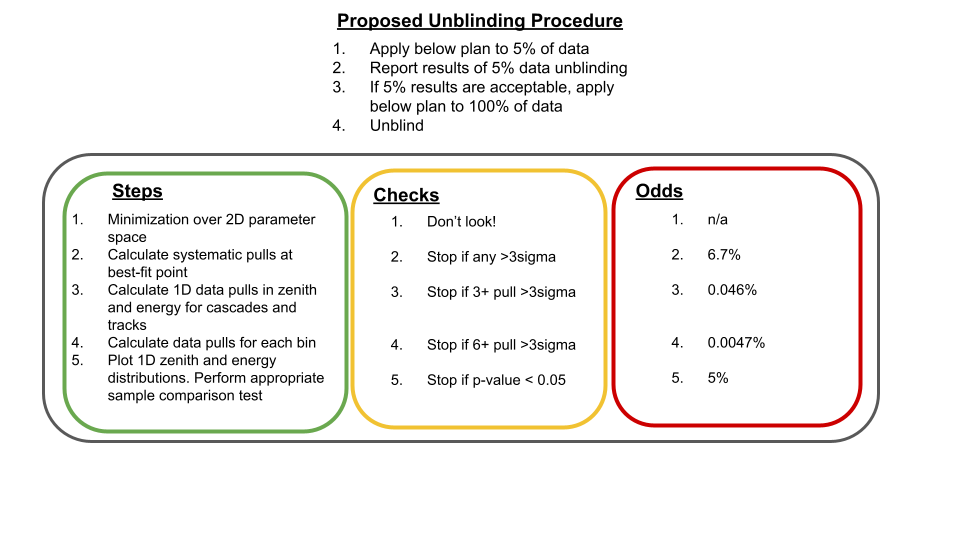 Proposed Unblinding Procedure
1. Apply below plan to 5% of data
2. Report results of 5% data unblinding
3. If 5% results are acceptable, apply
below plan to 100% of data
4. Unblind
Steps
1. Minimization over 2D parameter
space
2. Calculate systematic pulls at
best-fit point
3. Calculate 1D data pulls in zenith
and energy for cascades and
tracks
4. Calculate data pulls for each bin
5. Plot 1D zenith and energy
distributions. Perform appropriate
sample comparison test
Checks
1. Don’t look!
2. Stop if any >3sigma
3. Stop if 3+ pull >3sigma
4. Stop if 6+ pull >3sigma
5. Stop if p-value < 0.05
Odds
1. n/a
2. 6.7%
3. 0.046%
4. 0.0047%
5. 5%